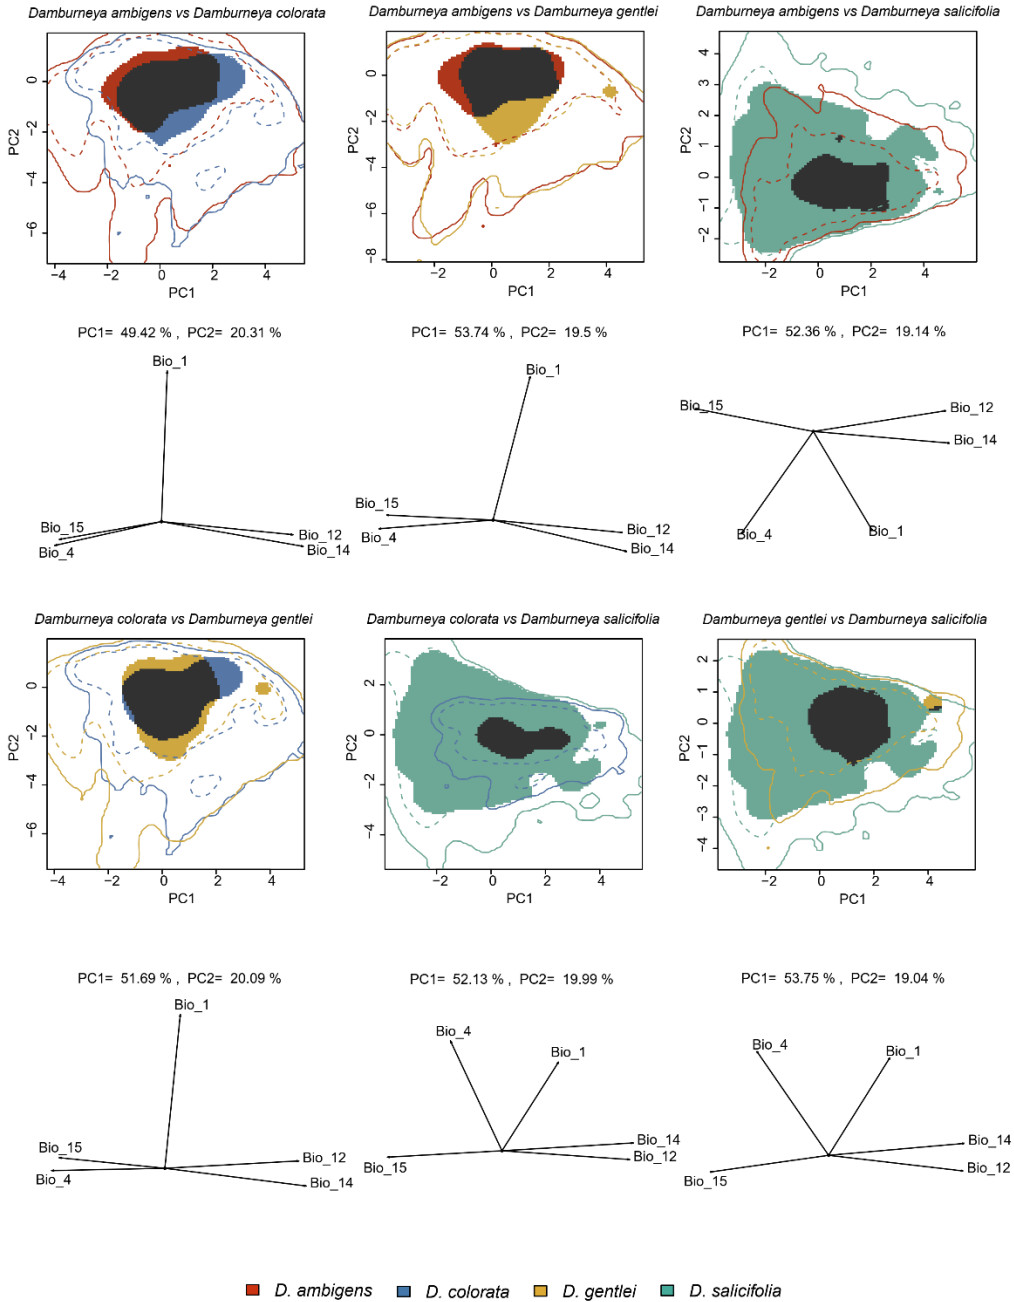 Damburneya ambigens vs Damburneya colorata
Damburneya ambigens vs Damburneya gentlei
Damburneya ambigens vs Damburneya salicifolia
PC2
0
−2
−4
−6
−4
−2
0
2
4
PC1
PC2
0
−2
−4
−6
−8
−2
0
2
4
PC1
PC2
4
3
2
1
0
−1
−2
−2
0
2
4
PC1
PC1= 49.42 % , PC2= 20.31 %
Bio_1
Bio_15
Bio_4
Bio_12
Bio_14
PC1= 53.74 % , PC2= 19.5 %
Bio_1
Bio_15
Bio_4
Bio_12
Bio_14
PC1= 52.36 % , PC2= 19.14 %
Bio_15
Bio_12
Bio_14
Bio_4
Bio_1
Damburneya colorata vs Damburneya gentlei
Damburneya colorata vs Damburneya salicifolia
Damburneya gentlei vs Damburneya salicifolia
PC2
0
−2
−4
−6
−4
−2
0
2
4
PC1
PC2
2
0
−2
−4
−2
0
2
4
PC1
PC2
2
1
0
−1
−2
−3
−4
−2
0
2
4
PC1
PC1= 51.69 % , PC2= 20.09 %
Bio_1
Bio_15
Bio_4
Bio_12
Bio_14
PC1= 52.13 % , PC2= 19.99 %
Bio_4
Bio_1
Bio_14
Bio_12
Bio_15
PC1= 53.75 % , PC2= 19.04 %
Bio_4
Bio_1
Bio_14
Bio_12
Bio_15
D. ambigens
D. colorata
D. gentlei
D. salicifolia